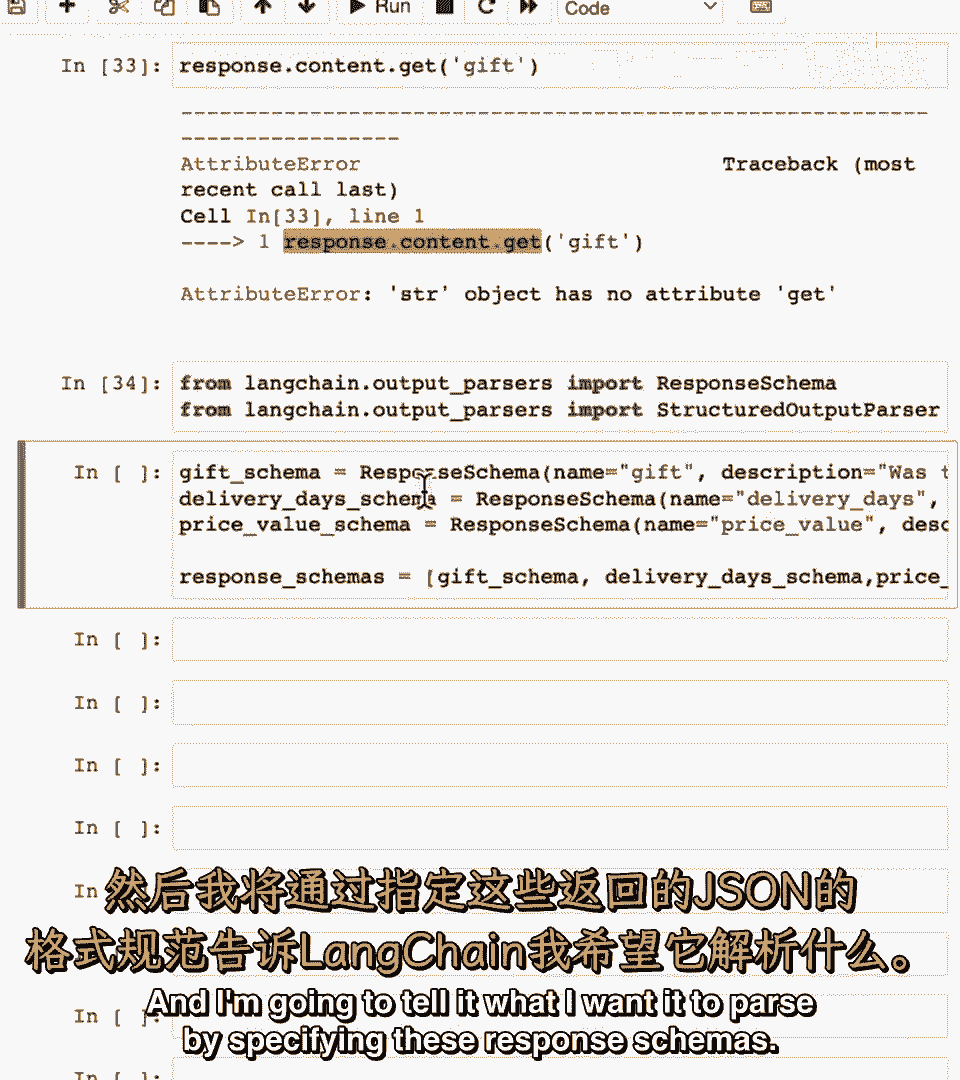 Run
Code
In [33]: response.content.get('gift')
---------------------------------------------------------------------------
AttributeError Traceback (most
recent call last)
Cell In[33], line 1
----> 1 response.content.get('gift')
AttributeError: 'str' object has no attribute 'get'
In [34]: from langchain.output_parsers import ResponseSchema
from langchain.output_parsers import StructuredOutputParser
In [ ]: gift_schema = ResponseSchema(name="gift", description="Was t
delivery_days_schema = ResponseSchema(name="delivery_days",
price_value_schema = ResponseSchema(name="price_value", desc
response_schemas = [gift_schema, delivery_days_schema,price_
In [ ]:
In [ ]:
In [ ]:
In [ ]:
In
然后我将通过指定这些返回的JSON的
格式规范告诉LangChain我希望它解析什么。
In [ ]:
And I'm going to tell it what I want it to parse
by specifying these response schemas.
In [ ]: